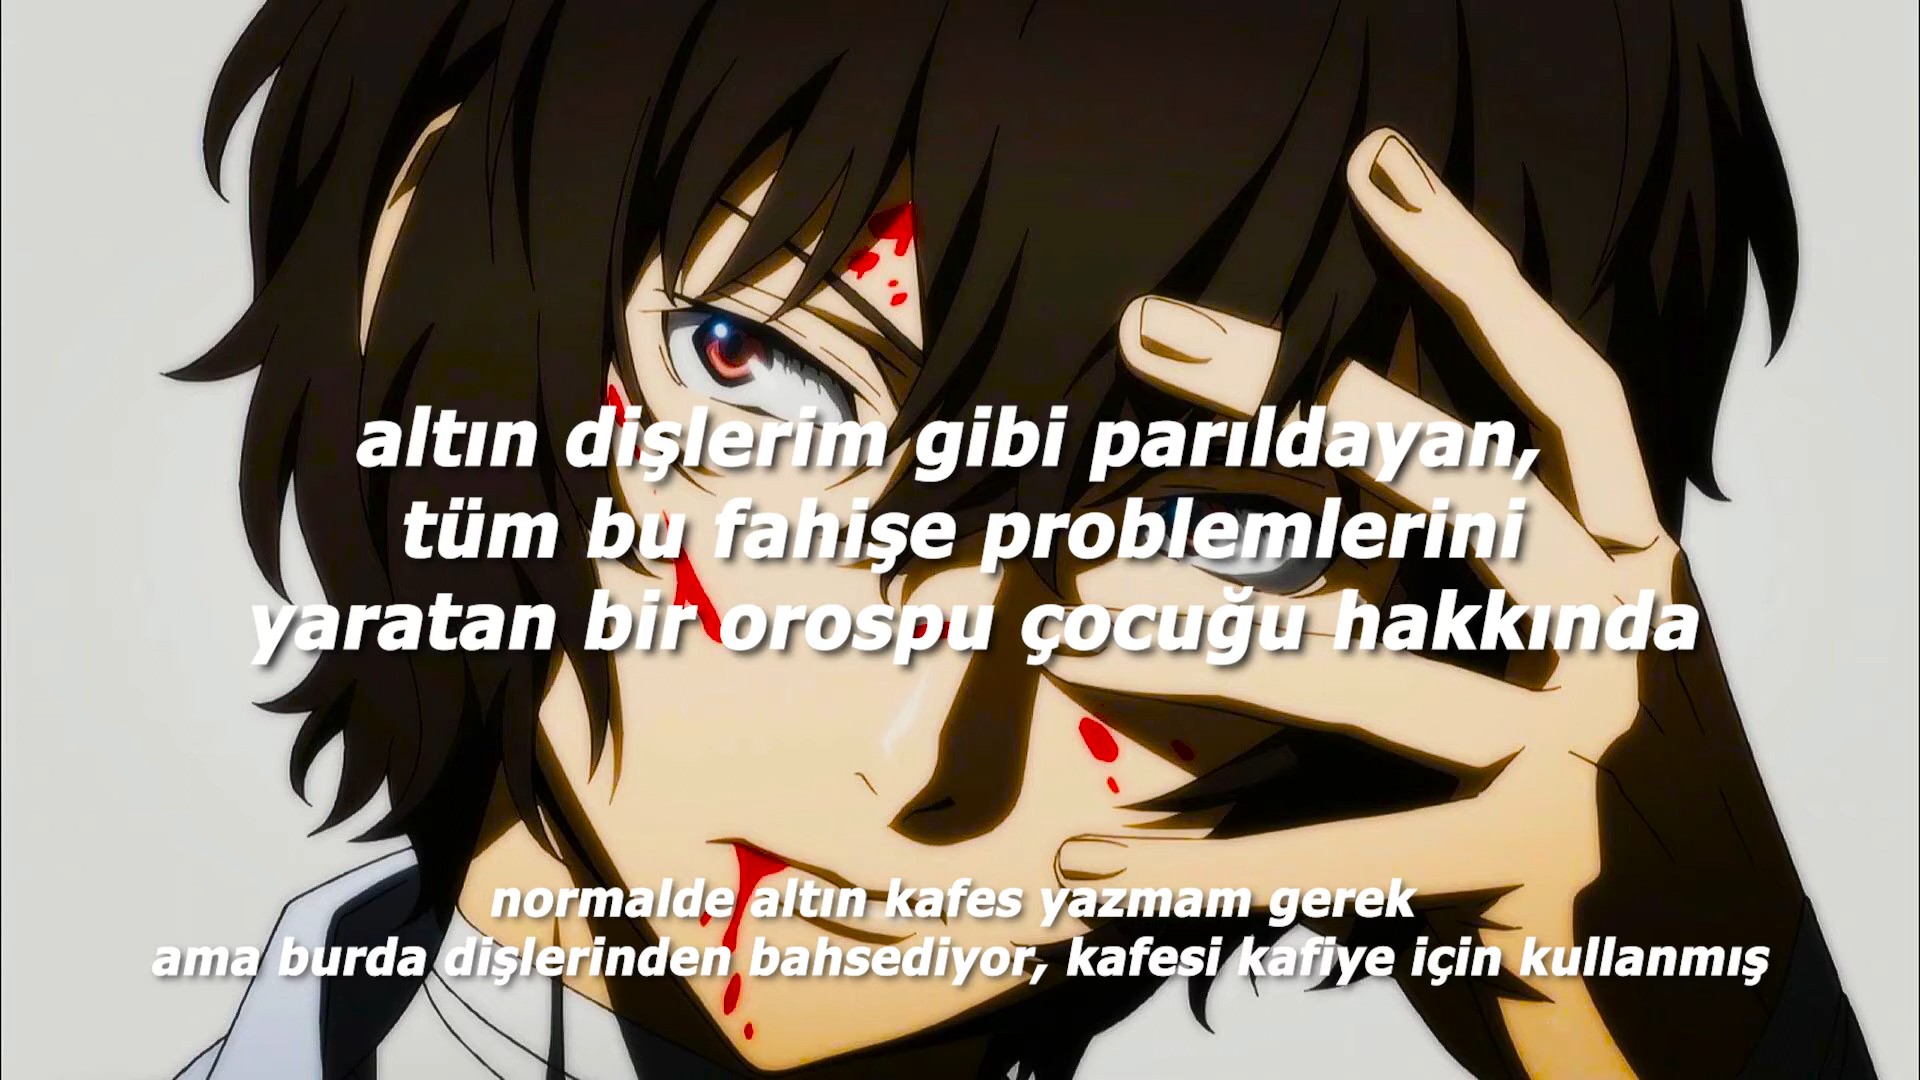 altın dişlerim gibi parıldayan,
tüm bu fahişe problemlerini
yaratan bir orospu çocuğu hakkında
normalde altın kafes yazmam gerek
ama burda dişlerinden bahsediyor, kafesi kafiye için kullanmış